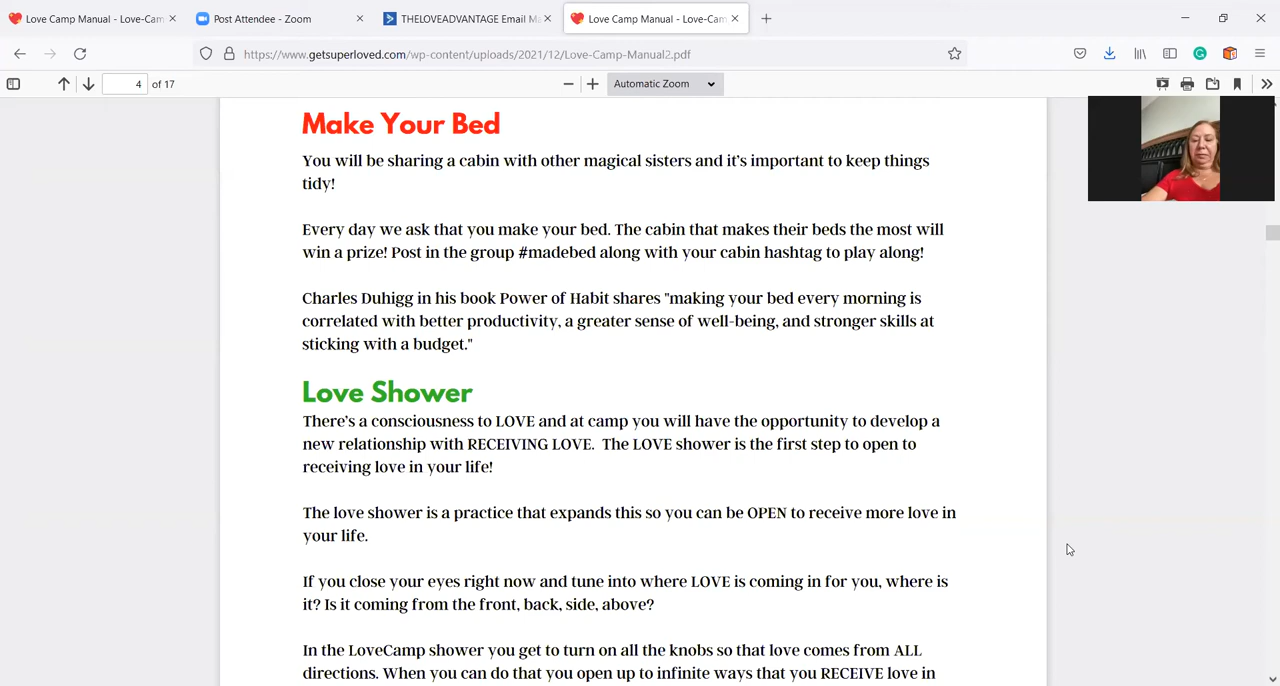 Love Camp Manual - Love-Cam
Post Attendee - Zoom
THELOVEADVANTAGE Email Ma
Love Camp Manual - Love-Cam
https://www.getsuperloved.com/wp-content/uploads/2021/12/Love-Camp-Manual2.pdf
4 of 17
Automatic Zoom
Make Your Bed
You will be sharing a cabin with other magical sisters and it's important to keep things
tidy!
Every day we ask that you make your bed. The cabin that makes their beds the most will
win a prize! Post in the group #madebed along with your cabin hashtag to play along!
Charles Duhigg in his book Power of Habit shares "making your bed every morning is
correlated with better productivity, a greater sense of well-being, and stronger skills at
sticking with a budget."
Love Shower
There's a consciousness to LOVE and at camp you will have the opportunity to develop a
new relationship with RECEIVING LOVE.  The LOVE shower is the first step to open to
receiving love in your life!
The love shower is a practice that expands this so you can be OPEN to receive more love in
your life.
If you close your eyes right now and tune into where LOVE is coming in for you, where is
it? Is it coming from the front, back, side, above?
In the LoveCamp shower you get to turn on all the knobs so that love comes from ALL
directions. When you can do that you open up to infinite ways that you RECEIVE love in